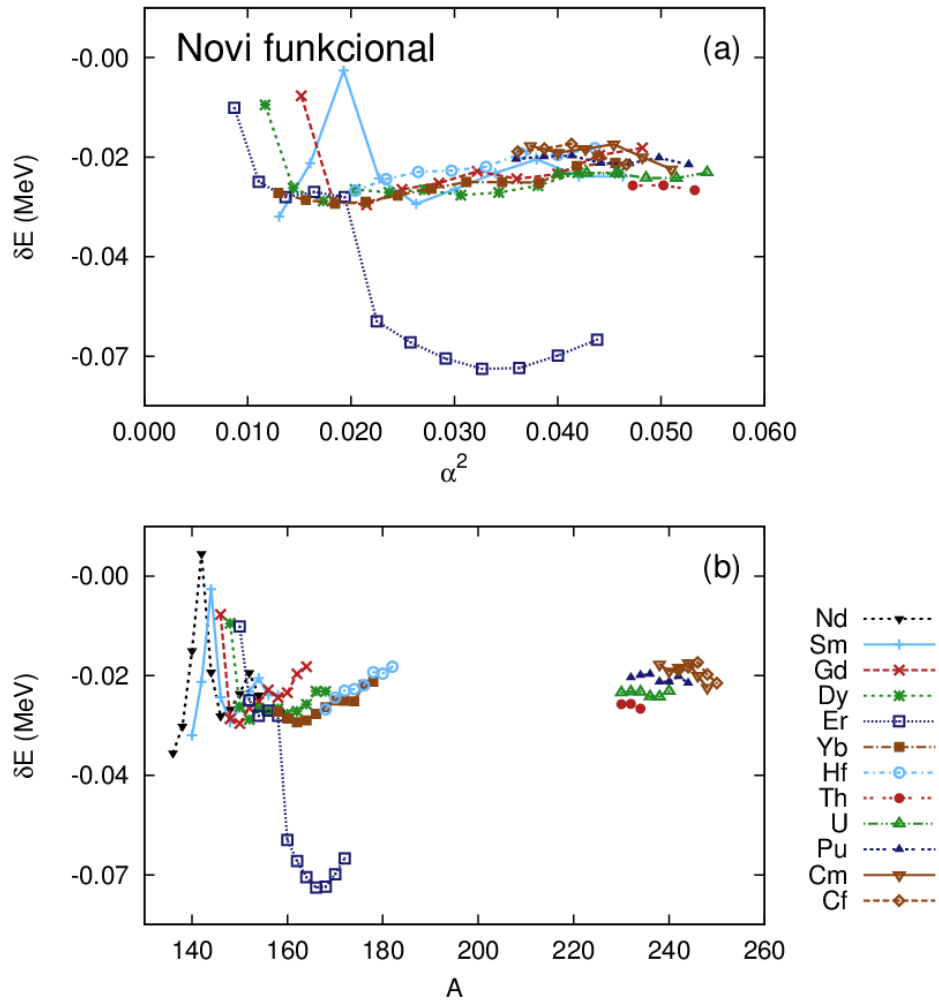 Novi funkcional
(a)
-0.00
-0.02
-0.04
-0.07
δE (MeV)
0.000 0.010 0.020 0.030 0.040 0.050 0.060
α²
(b)
-0.00
-0.02
-0.04
-0.07
δE (MeV)
140 160 180 200 220 240 260
A
Nd
Sm
Gd
Dy
Er
Yb
Hf
Th
U
Pu
Cm
Cf